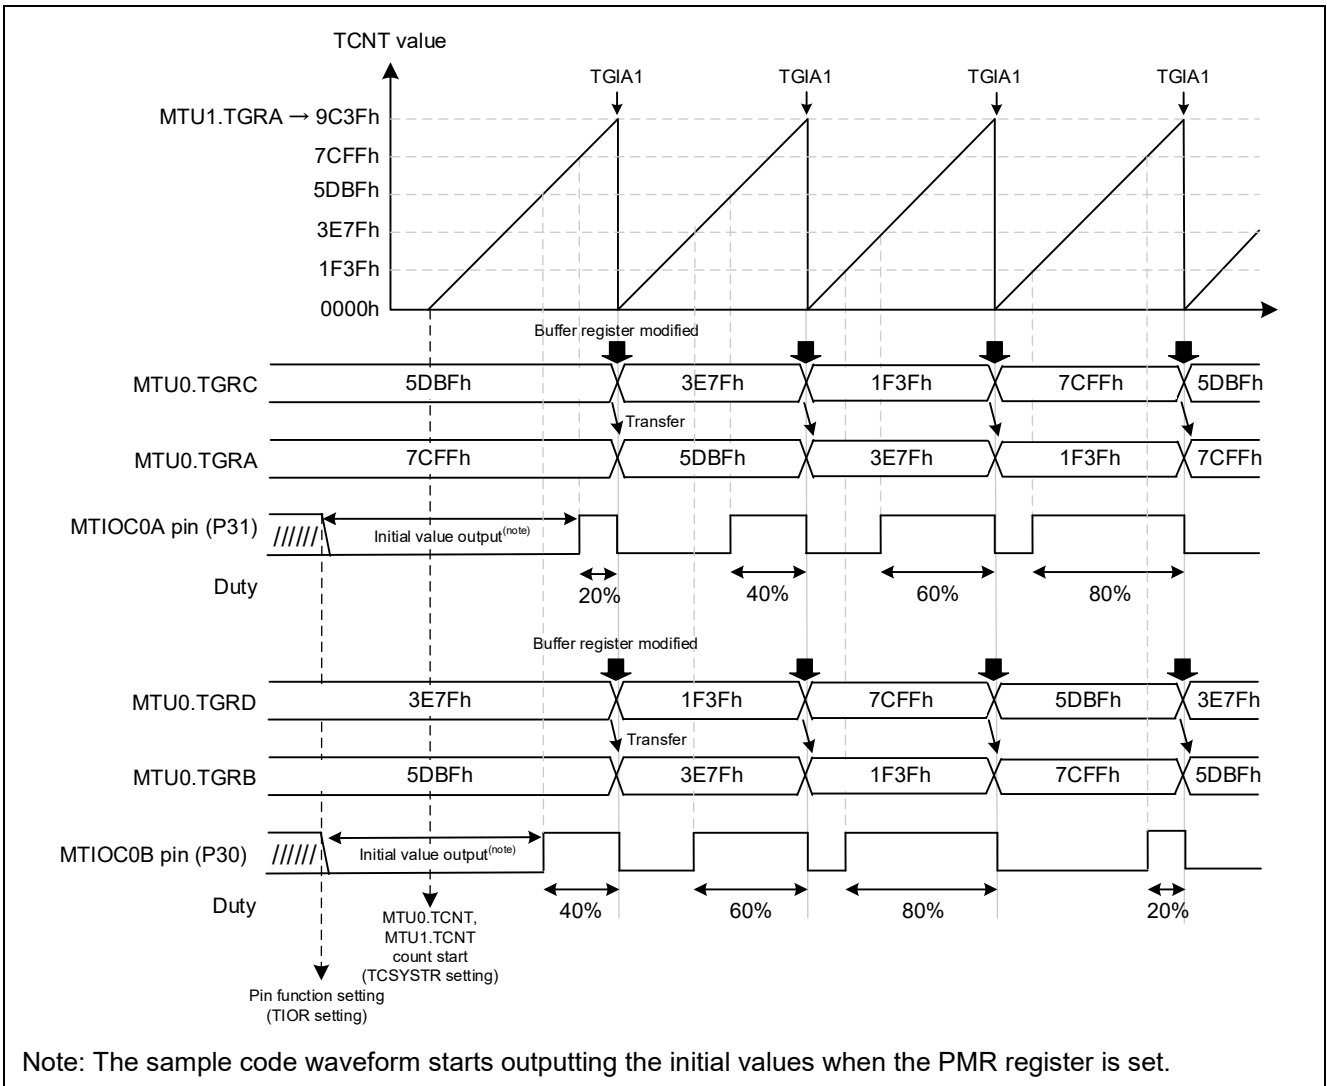 TCNT value
TGIA1 TGIA1 TGIA1 TGIA1
MTU1.TGRA → 9C3Fh
7CFFh
5DBFh
3E7Fh
1F3Fh
0000h
Buffer register modified
MTU0.TGRC 5DBFh 3E7Fh 1F3Fh 7CFFh 5DBFh
Transfer
MTU0.TGRA 7CFFh 5DBFh 3E7Fh 1F3Fh 7CFFh
MTIOC0A pin (P31) Initial value output(note)
Duty 20% 40% 60% 80%
Buffer register modified
MTU0.TGRD 3E7Fh 1F3Fh 7CFFh 5DBFh 3E7Fh
Transfer
MTU0.TGRB 5DBFh 3E7Fh 1F3Fh 7CFFh 5DBFh
MTIOC0B pin (P30) Initial value output(note)
Duty 40% 60% 80% 20%
MTU0.TCNT,
MTU1.TCNT
count start
(TCSYSTR setting)
Pin function setting
(TIOR setting)
Note: The sample code waveform starts outputting the initial values when the PMR register is set.